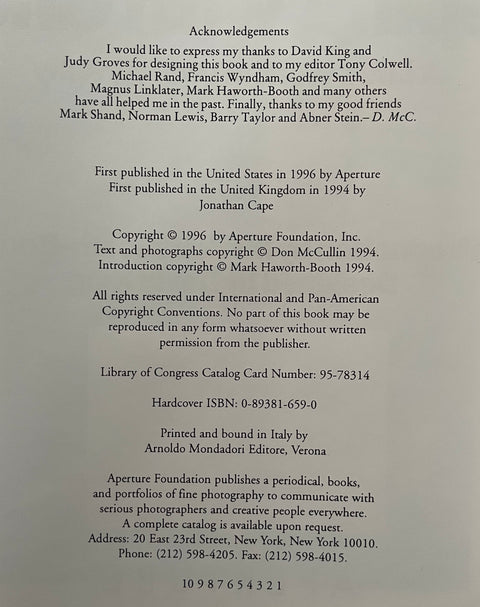 Acknowledgements
I would like to express my thanks to David King and
Judy Groves for designing this book and to my editor Tony Colwell.
Michael Rand, Francis Wyndham, Godfrey Smith,
Magnus Linklater, Mark Haworth-Booth and many others
have all helped me in the past. Finally, thanks to my good friends
Mark Shand, Norman Lewis, Barry Taylor and Abner Stein.– D. McC.
First published in the United States in 1996 by Aperture
First published in the United Kingdom in 1994 by
Jonathan Cape
Copyright © 1996 by Aperture Foundation, Inc.
Text and photographs copyright © Don McCullin 1994.
Introduction copyright © Mark Haworth-Booth 1994.
All rights reserved under International and Pan-American
Copyright Conventions. No part of this book may be
reproduced in any form whatsoever without written
permission from the publisher.
Library of Congress Catalog Card Number: 95-78314
Hardcover ISBN: 0-89381-659-0
Printed and bound in Italy by
Arnoldo Mondadori Editore, Verona
Aperture Foundation publishes a periodical, books,
and portfolios of fine photography to communicate with
serious photographers and creative people everywhere.
A complete catalog is available upon request.
Address: 20 East 23rd Street, New York, New York 10010.
Phone: (212) 598-4205. Fax: (212) 598-4015.
10 9 8 7 6 5 4 3 2 1